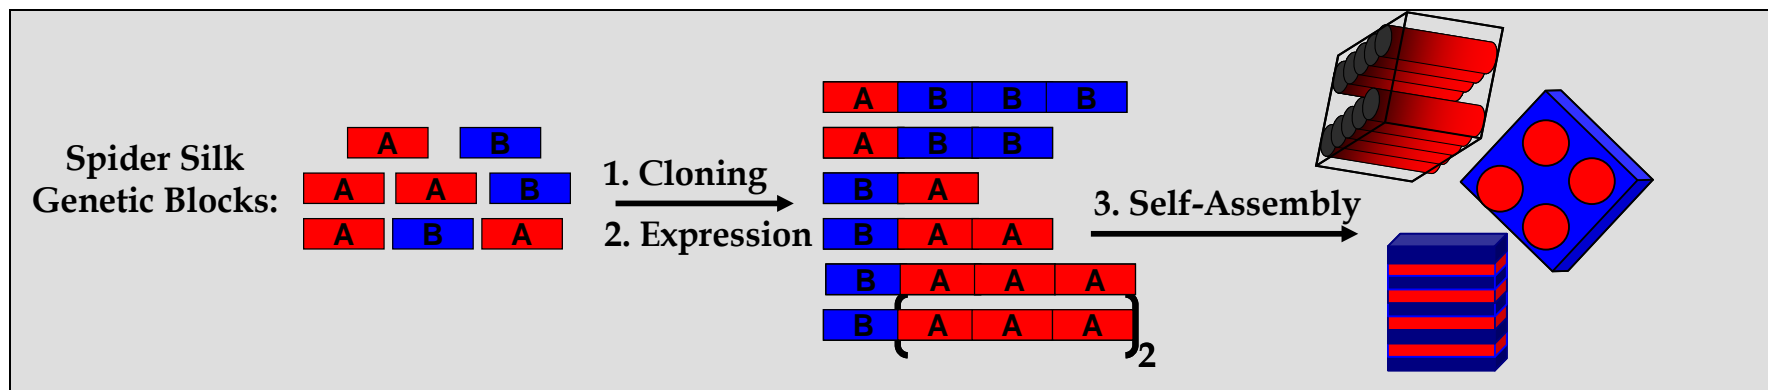 Spider Silk
Genetic Blocks:
A B
A A B
A B A
1. Cloning
2. Expression
A B B B
A B B
B A
B A A
B A A A
B A A A
2
3. Self-Assembly